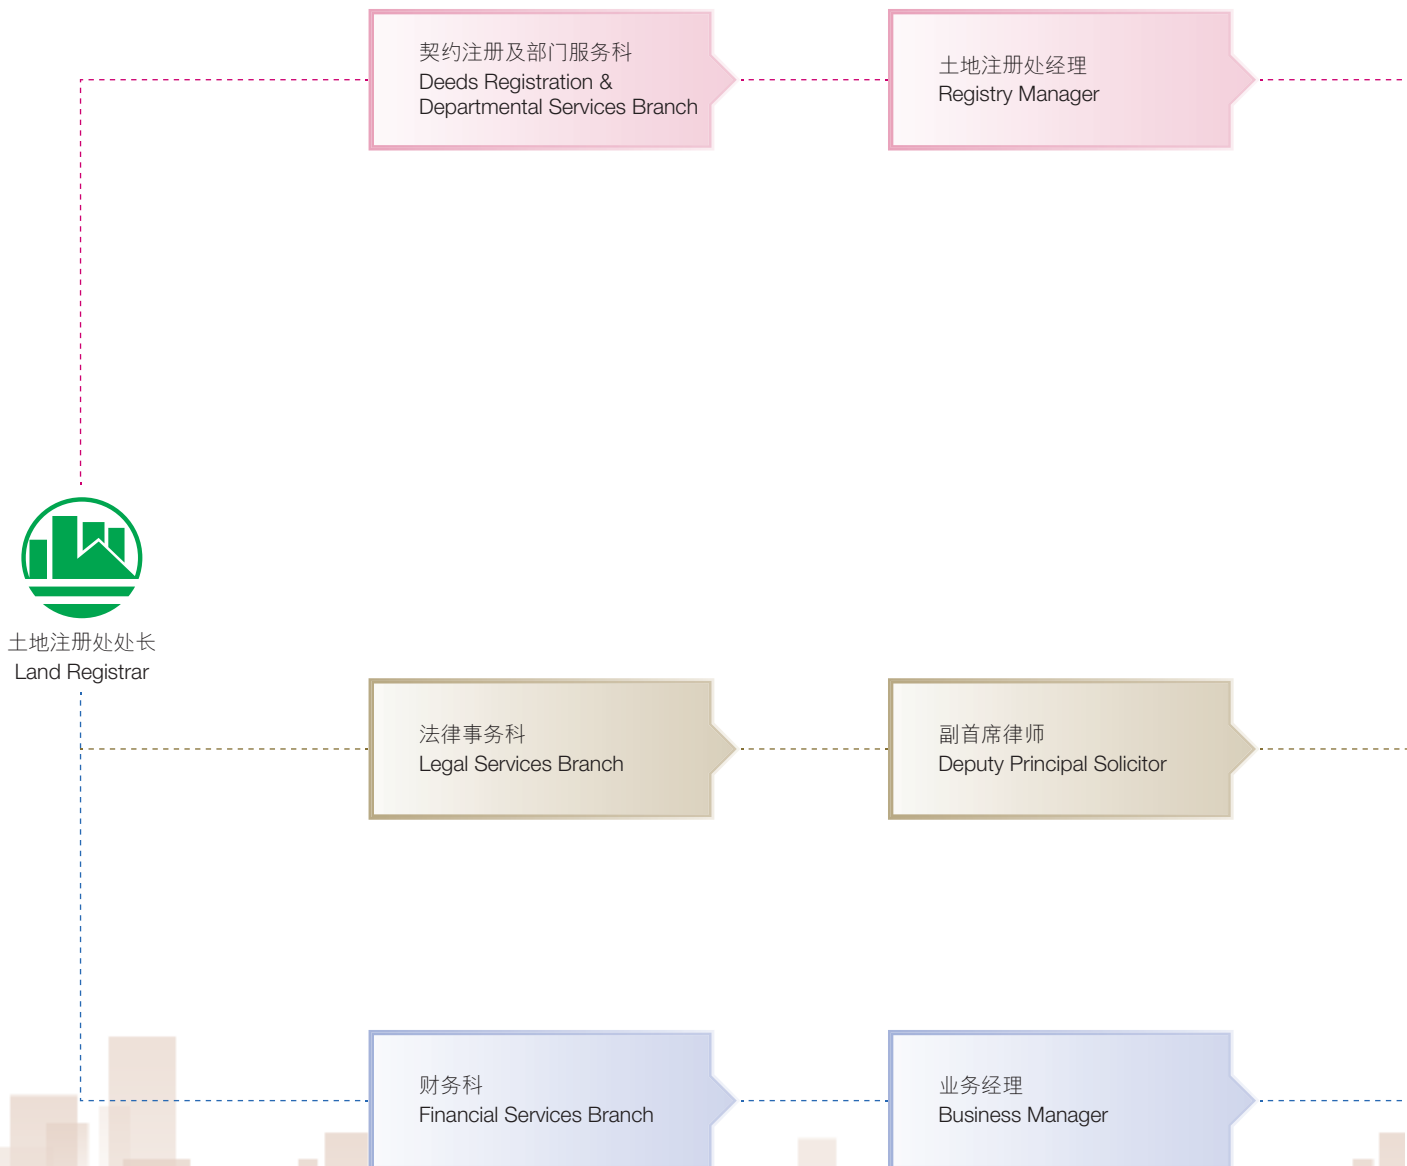 契约注册及部门服务科
Deeds Registration &
Departmental Services Branch
土地注册处经理
Registry Manager
土地注册处处长
Land Registrar
法律事务科
Legal Services Branch
副首席律师
Deputy Principal Solicitor
财务科
Financial Services Branch
业务经理
Business Manager